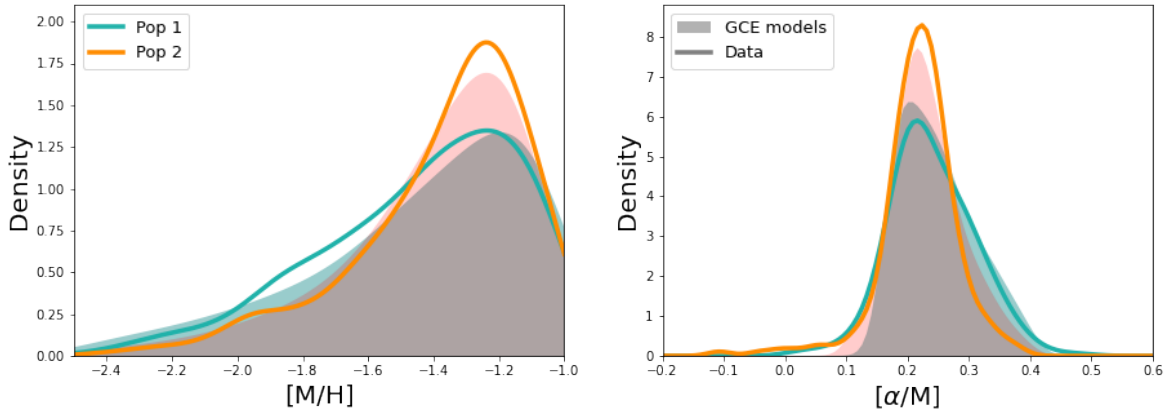 Pop 1
Pop 2
2.00
1.75
1.50
1.25
1.00
0.75
0.50
0.25
0.00
Density
−2.4 −2.2 −2.0 −1.8 −1.6 −1.4 −1.2 −1.0
[M/H]
GCE models
Data
8
7
6
5
4
3
2
1
0
Density
−0.2 −0.1 0.0 0.1 0.2 0.3 0.4 0.5 0.6
[α/M]